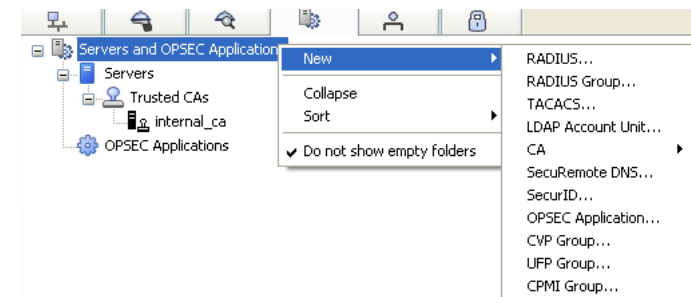 Servers and OPSEC Application
Servers
Trusted CAs
internal_ca
OPSEC Applications
New
Collapse
Sort
Do not show empty folders
RADIUS...
RADIUS Group...
TACACS...
LDAP Account Unit...
CA
SecuRemote DNS...
SecurID...
OPSEC Application...
CVP Group...
UFP Group...
CPMI Group...